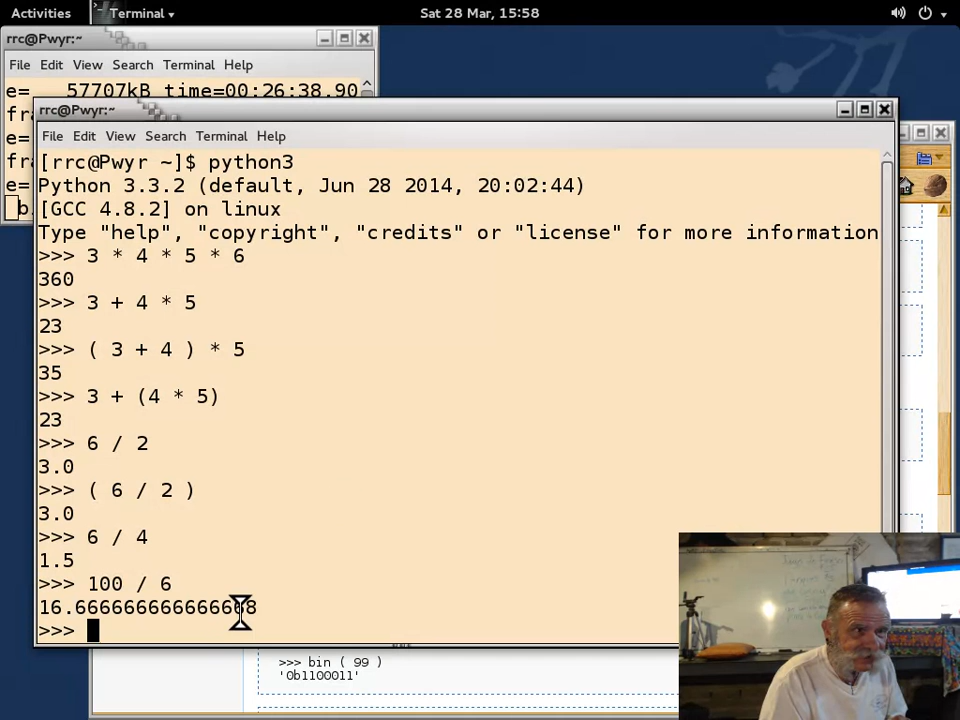 Activities
Terminal
Sat 28 Mar, 15:58
rrc@Pwyr:~
File Edit View Search Terminal Help
e= 57707kB time=00:26:38.90
fra
e=
fra
e=
rrc@Pwyr:~
File Edit View Search Terminal Help
[rrc@Pwyr ~]$ python3
Python 3.3.2 (default, Jun 28 2014, 20:02:44)
[GCC 4.8.2] on linux
Type "help", "copyright", "credits" or "license" for more information
>>> 3 * 4 * 5 * 6
360
>>> 3 + 4 * 5
23
>>> ( 3 + 4 ) * 5
35
>>> 3 + (4 * 5)
23
>>> 6 / 2
3.0
>>> ( 6 / 2 )
3.0
>>> 6 / 4
1.5
>>> 100 / 6
16.666666666666668
>>>
>>> bin ( 99 )
'0b1100011'